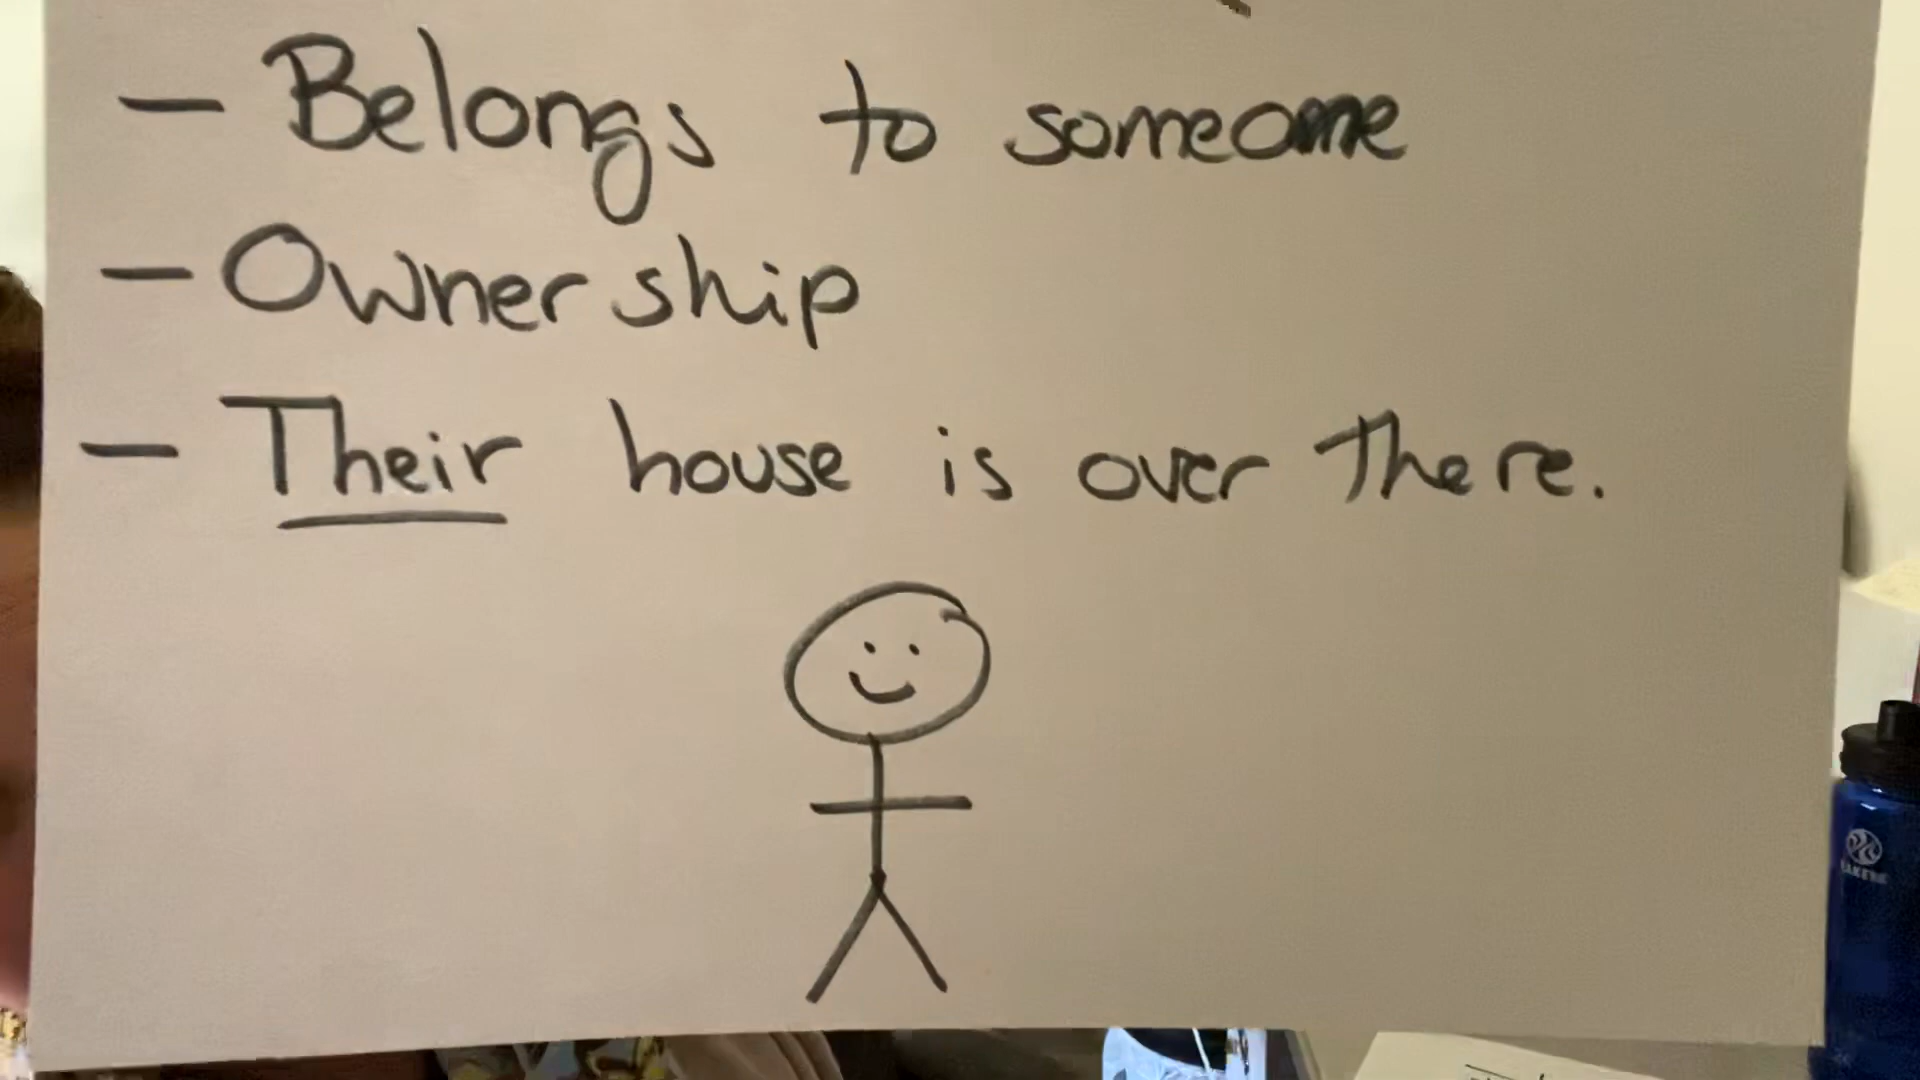 - Belongs to someone
- Ownership
- Their house is over there.